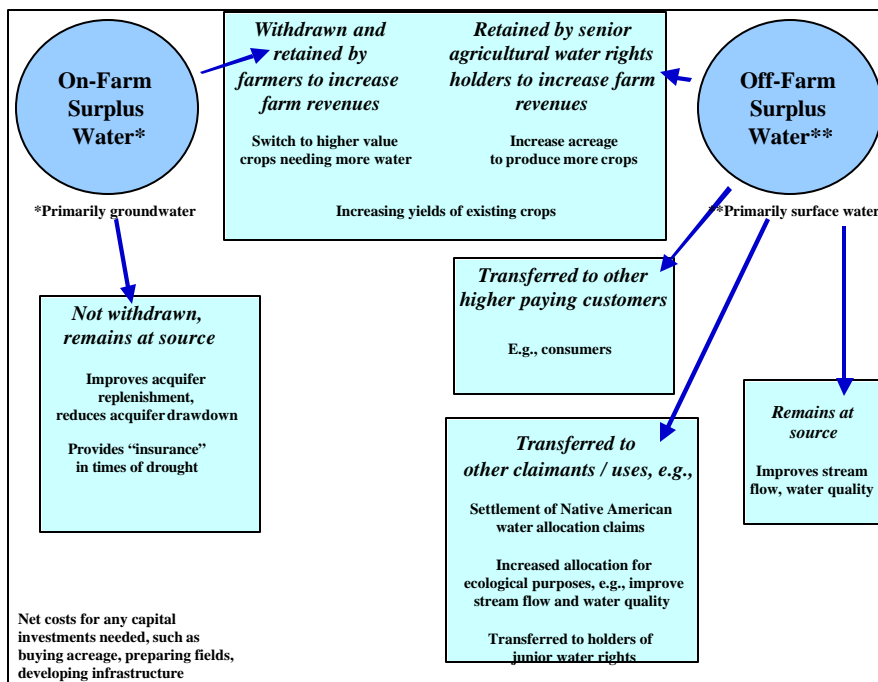 On-Farm
Surplus
Water*
*Primarily groundwater
Withdrawn and
retained by
farmers to increase
farm revenues
Switch to higher value
crops needing more water
Retained by senior
agricultural water rights
holders to increase farm
revenues
Increase acreage
to produce more crops
Increasing yields of existing crops
Off-Farm
Surplus
Water**
**Primarily surface water
Not withdrawn,
remains at source
Improves acquifer
replenishment,
reduces acquifer drawdown
Provides “insurance”
in times of drought
Transferred to other
higher paying customers
E.g., consumers
Transferred to
other claimants / uses, e.g.,
Settlement of Native American
water allocation claims
Increased allocation for
ecological purposes, e.g., improve
stream flow and water quality
Transferred to holders of
junior water rights
Remains at
source
Improves stream
flow, water quality
Net costs for any capital
investments needed, such as
buying acreage, preparing fields,
developing infrastructure